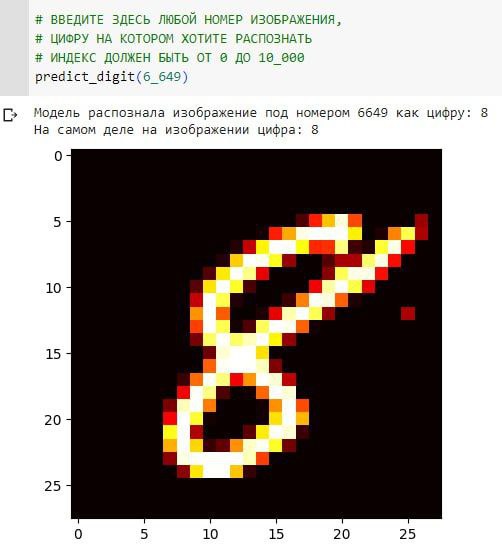 # ВВЕДИТЕ ЗДЕСЬ ЛЮБОЙ НОМЕР ИЗОБРАЖЕНИЯ,
# ЦИФРУ НА КОТОРОМ ХОТИТЕ РАСПОЗНАТЬ
# ИНДЕКС ДОЛЖЕН БЫТЬ ОТ 0 ДО 10_000
predict_digit(6_649)
Модель распознала изображение под номером 6649 как цифру: 8
На самом деле на изображении цифра: 8
0
5
10
15
20
25
0 5 10 15 20 25
8